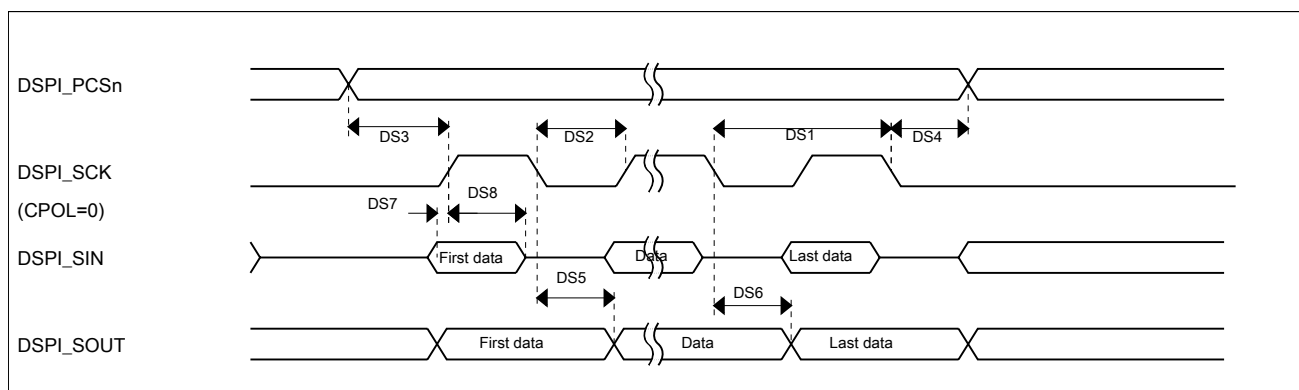 DSPI_PCSn
DS3
DS2
DS1
DS4
DSPI_SCK
(CPOL=0)
DS7
DS8
DSPI_SIN
First data
Data
Last data
DS5
DS6
DSPI_SOUT
First data
Data
Last data